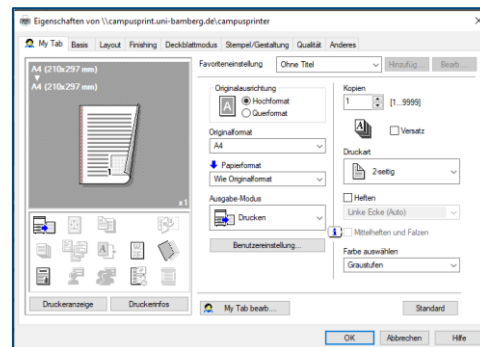 Eigenschaften von \\campusprint.uni-bamberg.de\campusprinter
My Tab Basis Layout Finishing Deckblattmodus Stempel/Gestaltung Qualität Anderes
A4 (210x297 mm)
A4 (210x297 mm)
1
x1
Druckeranzeige
Druckerinfos
Favoriteneinstellung Ohne Titel Hinzufüg... Bearb....
Originalausrichtung
A
Hochformat
Querformat
Originalformat
A4
Papierformat
Wie Originalformat
Ausgabe-Modus
Drucken
Benutzereinstellung...
Kopien
1 [1...9999]
Versatz
Druckart
2-seitig
Heften
Linke Ecke (Auto)
Mittelheften und Falzen
Farbe auswählen
Graustufen
My Tab bearb....
Standard
OK Abbrechen Hilfe